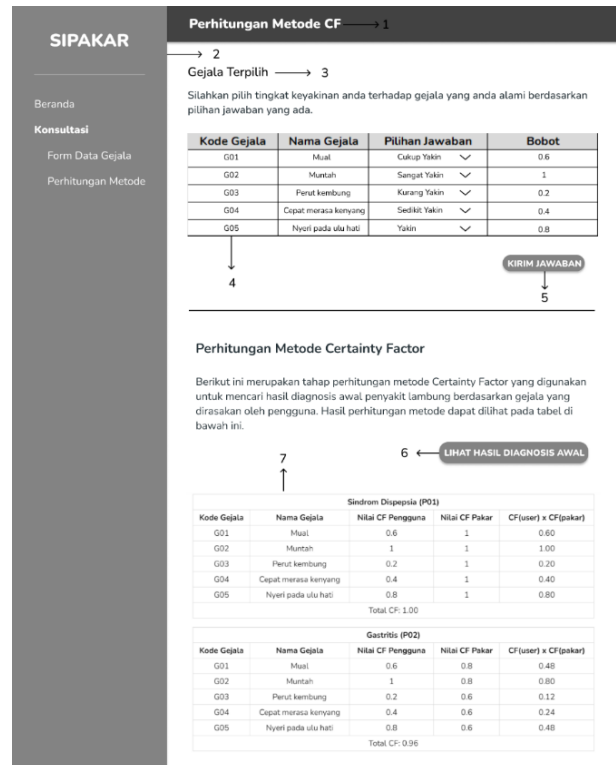 SIPAKAR
Beranda
Konsultasi
Form Data Gejala
Perhitungan Metode
Perhitungan Metode CF 1
2
Gejala Terpilih 3
Silahkan pilih tingkat keyakinan anda terhadap gejala yang anda alami berdasarkan
pilihan jawaban yang ada.
Kode Gejala Nama Gejala Pilihan Jawaban Bobot
G01 Mual Cukup Yakin 0.6
G02 Muntah Sangat Yakin 1
G03 Perut kembung Kurang Yakin 0.2
G04 Cepat merasa kenyang Sedikit Yakin 0.4
G05 Nyeri pada ulu hati Yakin 0.8
KIRIM JAWABAN
4
5
Perhitungan Metode Certainty Factor
Berikut ini merupakan tahap perhitungan metode Certainty Factor yang digunakan
untuk mencari hasil diagnosis awal penyakit lambung berdasarkan gejala yang
dirasakan oleh pengguna. Hasil perhitungan metode dapat dilihat pada tabel di
bawah ini.
6 LIHAT HASIL DIAGNOSIS AWAL
7
Sindrom Dispepsia (P01)
Kode Gejala Nama Gejala Nilai CF Pengguna Nilai CF Pakar CF(user) x CF(pakar)
G01 Mual 0.6 1 0.60
G02 Muntah 1 1 1.00
G03 Perut kembung 0.2 1 0.20
G04 Cepat merasa kenyang 0.4 1 0.40
G05 Nyeri pada ulu hati 0.8 1 0.80
Total CF: 1.00
Gastritis (P02)
Kode Gejala Nama Gejala Nilai CF Pengguna Nilai CF Pakar CF(user) x CF(pakar)
G01 Mual 0.6 0.8 0.48
G02 Muntah 1 0.8 0.80
G03 Perut kembung 0.2 0.6 0.12
G04 Cepat merasa kenyang 0.4 0.6 0.24
G05 Nyeri pada ulu hati 0.8 0.6 0.48
Total CF: 0.96